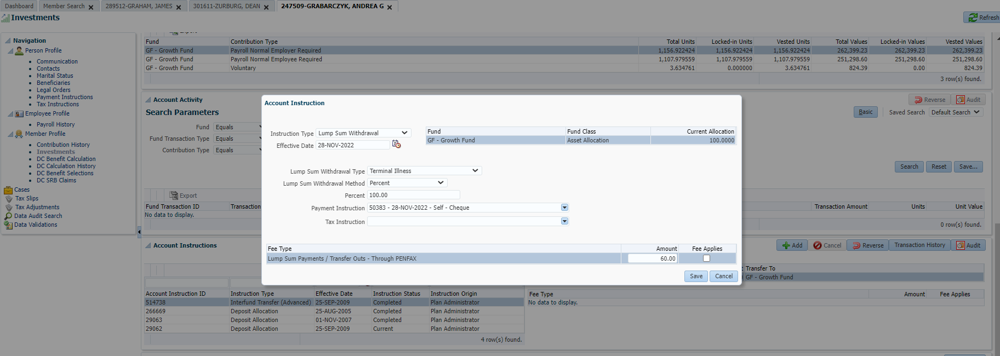 Dashboard Member Search 289512-GRAHAM, JAMES 301611-ZURBURG, DEAN 247509-GRABARCZYK, ANDREA G
Investments
Refresh
Navigation
Person Profile
Communication
Contacts
Marital Status
Beneficiaries
Legal Orders
Payment Instructions
Tax Instructions
Employee Profile
Payroll History
Member Profile
Contribution History
Investments
DC Benefit Calculation
DC Calculation History
DC Benefit Selections
DC SRB Claims
Cases
Tax Slips
Tax Adjustments
Data Audit Search
Data Validations
Export
Fund Contribution Type Total Units Locked-in Units Vested Units Total Values Locked-in Values Vested Values
GF - Growth Fund Payroll Normal Employer Required 1,156.922424 1,156.922424 1,156.922424 262,399.23 262,399.23 262,399.23
GF - Growth Fund Payroll Normal Employee Required 1,107.979559 1,107.979559 1,107.979559 251,298.60 251,298.60 251,298.60
GF - Growth Fund Voluntary 3.634761 0.000000 3.634761 824.39 0.00 824.39
3 row(s) found.
Account Activity
Reverse Audit
Search Parameters
Basic Saved Search Default Search
Fund Equals
Fund Transaction Type Equals
Contribution Type Equals
Search Reset Save...
Export
Fund Transaction ID Transaction Transaction Amount Units Unit Value
No data to display.
0 row(s) found.
Account Instruction
Instruction Type Lump Sum Withdrawal
Effective Date 28-NOV-2022
Fund Fund Class Current Allocation
GF - Growth Fund Asset Allocation 100.0000
Lump Sum Withdrawal Type Terminal Illness
Lump Sum Withdrawal Method Percent
Percent 100.00
Payment Instruction 50383 - 28-NOV-2022 - Self - Cheque
Tax Instruction
Fee Type Amount Fee Applies
Lump Sum Payments / Transfer Outs - Through PENFAX 60.00
Save Cancel
Account Instructions
Add Cancel Reverse Transaction History Audit
Transfer To
GF - Growth Fund
Account Instruction ID Instruction Type Effective Date Instruction Status Instruction Origin
514738 Interfund Transfer (Advanced) 25-SEP-2009 Completed Plan Administrator
266669 Deposit Allocation 25-AUG-2005 Completed Plan Administrator
29063 Deposit Allocation 01-NOV-2007 Completed Plan Administrator
29062 Deposit Allocation 25-SEP-2009 Current Plan Administrator
4 row(s) found.
Fee Type Amount Fee Applies
No data to display.